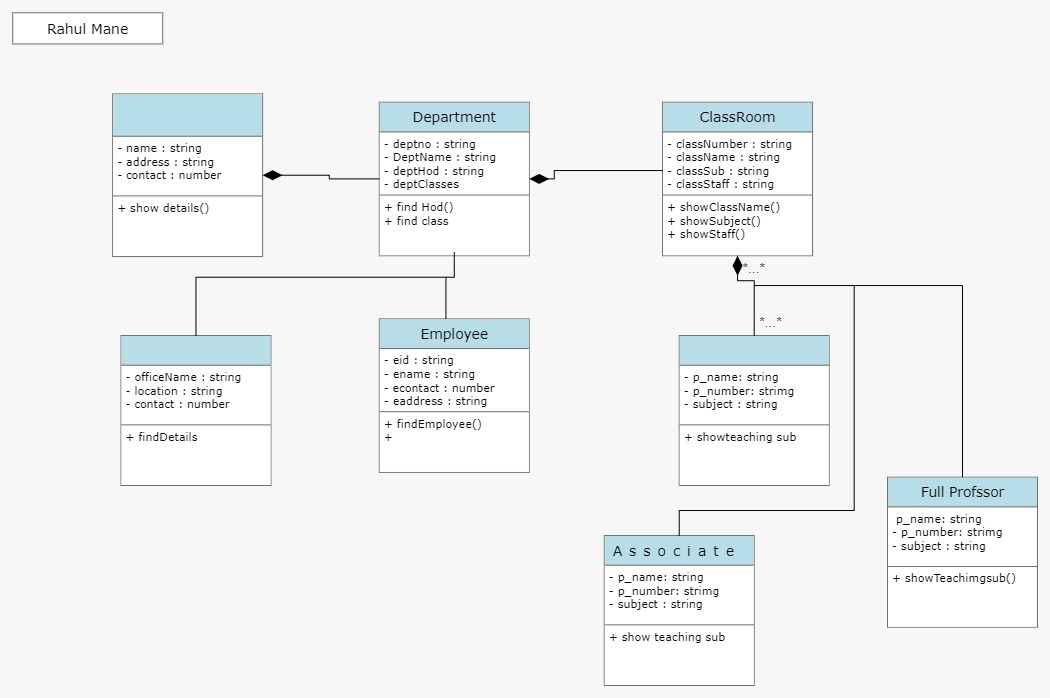 Rahul Mane
- name : string
- address : string
- contact : number
+ show details()
Department
- deptno : string
- DeptName : string
- deptHod : string
- deptClasses
+ find Hod()
+ find class
ClassRoom
- classNumber : string
- className : string
- classSub : string
- classStaff : string
+ showClassName()
+ showSubject()
+ showStaff()
*...*
*...*
- officeName : string
- location : string
- contact : number
+ findDetails
Employee
- eid : string
- ename : string
- econtact : number
- eaddress : string
+ findEmployee()
+
- p_name: string
- p_number: strimg
- subject : string
+ showteaching sub
Full Profssor
p_name: string
- p_number: strimg
- subject : string
+ showTeachimgsub()
Associate
- p_name: string
- p_number: strimg
- subject : string
+ show teaching sub